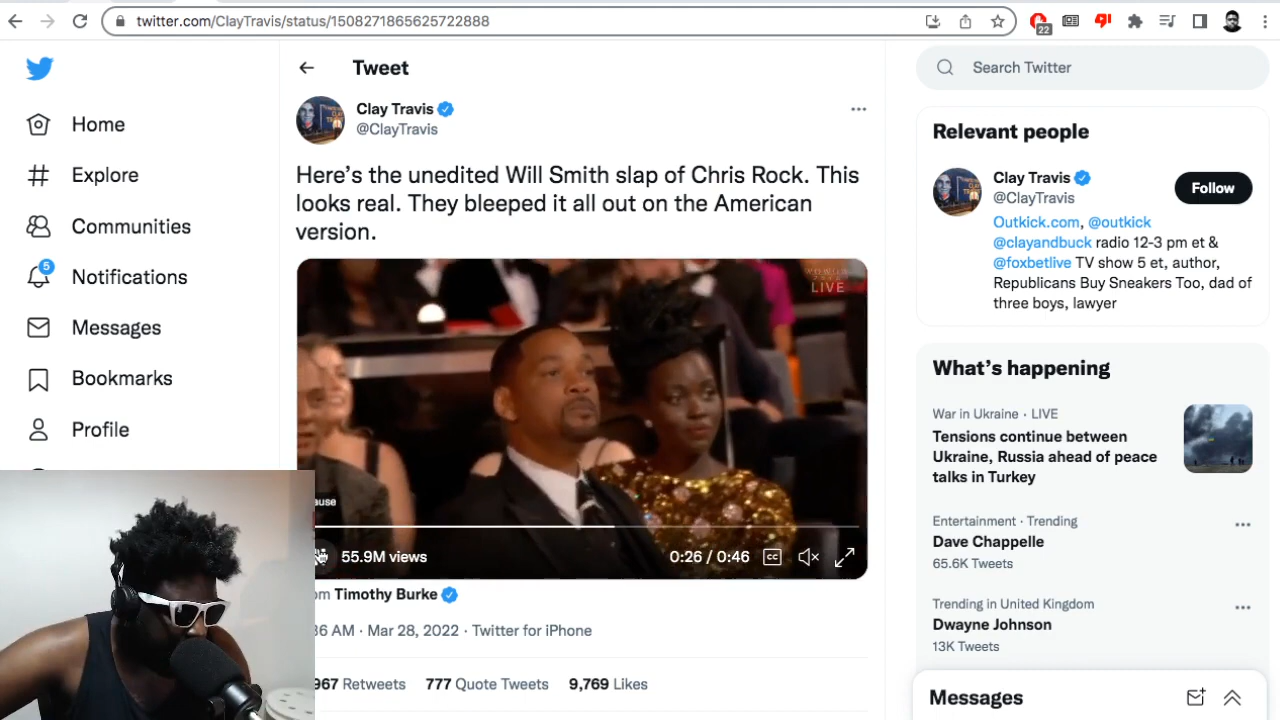 twitter.com/ClayTravis/status/1508271865625722888
22
Home
Explore
Communities
5
Notifications
Messages
Bookmarks
Profile
Tweet
Clay Travis
@ClayTravis
Here’s the unedited Will Smith slap of Chris Rock. This
looks real. They bleeped it all out on the American
version.
WOWOW
LIVE
ause
55.9M views
0:26 / 0:46
CC
om Timothy Burke
36 AM · Mar 28, 2022 · Twitter for iPhone
967 Retweets 777 Quote Tweets 9,769 Likes
Search Twitter
Relevant people
Clay Travis
@ClayTravis
Follow
Outkick.com, @outkick
@clayandbuck radio 12-3 pm et &
@foxbetlive TV show 5 et, author,
Republicans Buy Sneakers Too, dad of
three boys, lawyer
What’s happening
War in Ukraine · LIVE
Tensions continue between
Ukraine, Russia ahead of peace
talks in Turkey
Entertainment · Trending
Dave Chappelle
65.6K Tweets
Trending in United Kingdom
Dwayne Johnson
13K Tweets
Messages